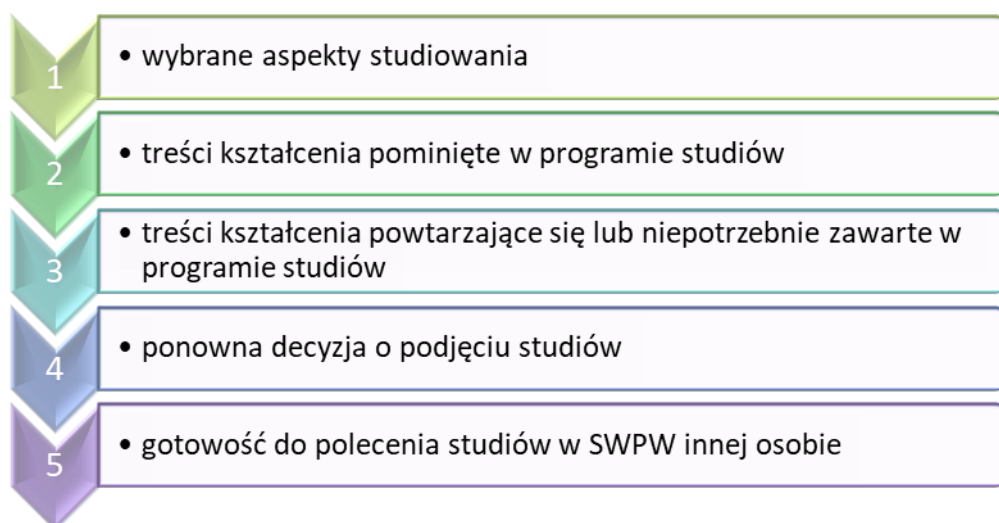 1
• wybrane aspekty studiowania
2
• treści kształcenia pominięte w programie studiów
3
• treści kształcenia powtarzające się lub niepotrzebnie zawarte w
programie studiów
4
• ponowna decyzja o podjęciu studiów
5
• gotowość do polecenia studiów w SWPW innej osobie